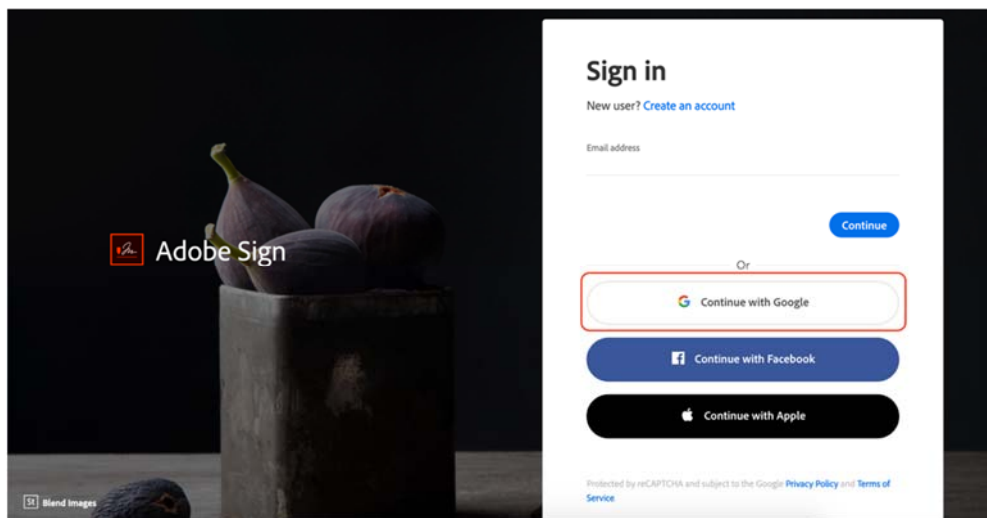 Sign in
New user? Create an account
Email address
Continue
Adobe Sign
Or
Continue with Google
Continue with Facebook
Continue with Apple
St Blend Images
Protected by reCAPTCHA and subject to the Google Privacy Policy and Terms of
Service